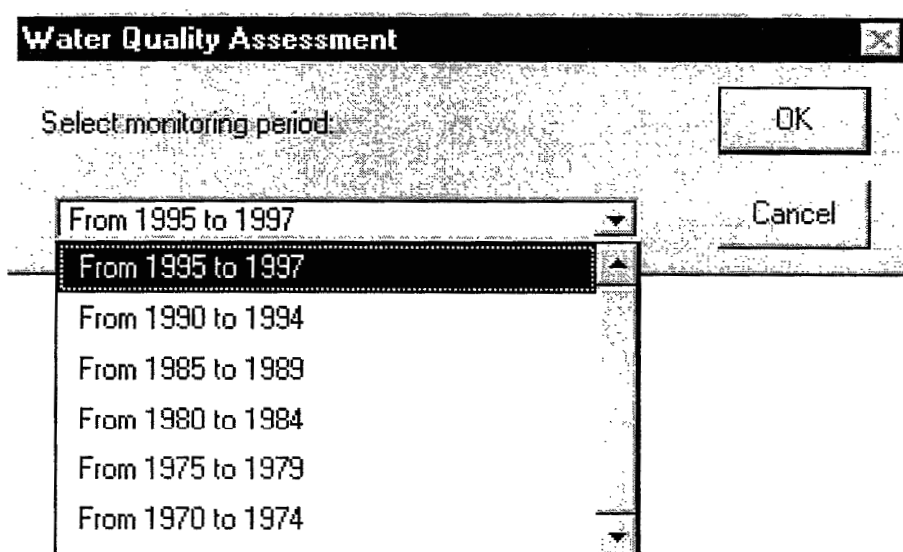 Water Quality Assessment
Select monitoring period:
OK
From 1995 to 1997
Cancel
From 1995 to 1997
From 1990 to 1994
From 1985 to 1989
From 1980 to 1984
From 1975 to 1979
From 1970 to 1974